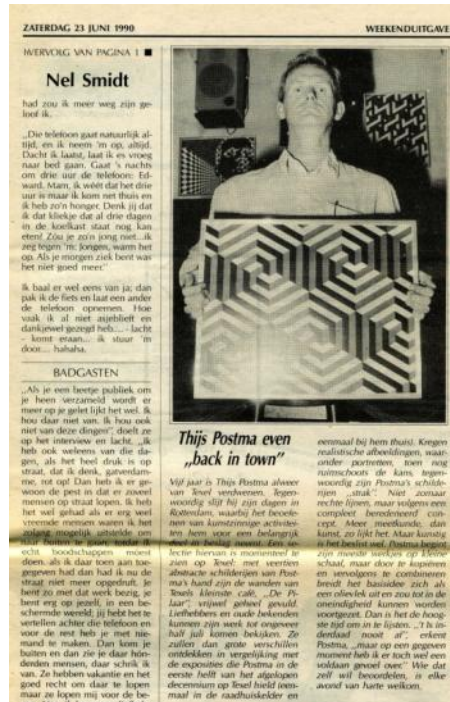 ZATERDAG 23 JUNI 1990
WEEKENDUITGAVE
(VERVOLG VAN PAGINA 1 ■
Nel Smidt
had zou ik meer weg zijn ge-
loof ik.
„Die telefoon gaat natuurlijk al-
tijd, en ik neem 'm op, altijd.
Dacht ik laatst, laat ik es vroeg
naar bed gaan. Gaat 's nachts
om drie uur de telefoon: Ed-
ward. Mam, ik wéét dat het drie
uur is maar ik kom net thuis en
ik heb zo'n honger. Denk jij dat
ik dat kliekje dat al drie dagen
in de koelkast staat nog kan
eten? Zou je zo'n jong niet...ik
zeg tegen 'm: Jongen, warm het
op. Als je morgen ziek bent was
het niet goed meer."
Ik baal er wel eens van ja; dan
pak ik de fiets en laat een ander
de telefoon opnemen. Hoe
vaak ik al niet asjeblieft en
dankjewel gezegd heb... - lacht
- komt eraan... ik stuur 'm
door.... hahaha.
BADGASTEN
„Als je een beetje publiek om
je heen verzameld wordt er
meer op je gelet lijkt het wel. Ik
hou daar niet van. Ik hou ook
niet van deze dingen", doelt ze
op het interview en lacht. „Ik
heb ook weleens van die da-
gen, als het heel druk is op
straat, dat ik denk, gatverdam-
me, rot op! Dan heb ik er ge-
woon de pest in dat er zoveel
mensen op straat lopen. Ik heb
het wel gehad als er erg veel
vreemde mensen waren ik het
zolang mogelijk uitstelde om
naar buiten te gaan, totdat ik
echt boodschappen moest
doen. als ik daar toen aan toe-
gegeven had dan had ik nu de
straat niet meer opgedurft. Je
bent zo met dat werk bezig, je
bent erg op jezelf, in een be-
schermde wereld; jij hebt het te
vertellen achter die telefoon en
voor de rest heb je met nie-
mand te maken. Dan kom je
buiten en dan zie je daar hon-
derden mensen, daar schrik ik
van. Ze hebben vakantie en het
goed recht om daar te lopen
maar ze lopen mij voor de be-
Thijs Postma even
„back in town"
Vijf jaar is Thijs Postma alweer
van Texel verdwenen. Tegen-
woordig slijt hij zijn dagen in
Rotterdam, waarbij het beoefe-
nen van kunstzinnige activitei-
ten hem voor een belangrijk
deel in beslag neemt. Een se-
lectie hiervan is momenteel te
zien op Texel: met veertien
abstracte schilderijen van Post-
ma's hand zijn de wanden van
Texels kleinste café, „De Pi-
laar", vrijwel geheel gevuld.
Liefhebbers en oude bekenden
kunnen zijn werk tot ongeveer
half juli komen bekijken. Ze
zullen dan grote verschillen
ontdekken in vergelijking met
de exposities die Postma in de
eerste helft van het afgelopen
decennium op Texel hield (een-
maal in de raadhuiskelder en
eenmaal bij hem thuis). Kregen
realistische afbeeldingen, waar-
onder portretten, toen nog
ruimschoots de kans, tegen-
woordig zijn Postma's schilde-
rijen „strak". Niet zomaar
rechte lijnen, maar volgens een
compleet beredeneerd con-
cept. Meer meetkunde, dan
kunst, zo lijkt het. Maar kunstig
is het beslist wel. Postma begint
zijn meeste werkjes op kleine
schaal, maar door te kopiëren
en vervolgens te combineren
breidt het basisidee zich als
een olievlek uit en zou tot in de
oneindigheid kunnen worden
voortgezet. Dan is het de hoog-
ste tijd om in te lijsten. „'t Is in-
derdaad nooit af", erkent
Postma, „maar op een gegeven
moment heb ik er toch wel een
voldaan gevoel over." Wie dat
zelf wil beoordelen, is elke
avond van harte welkom.